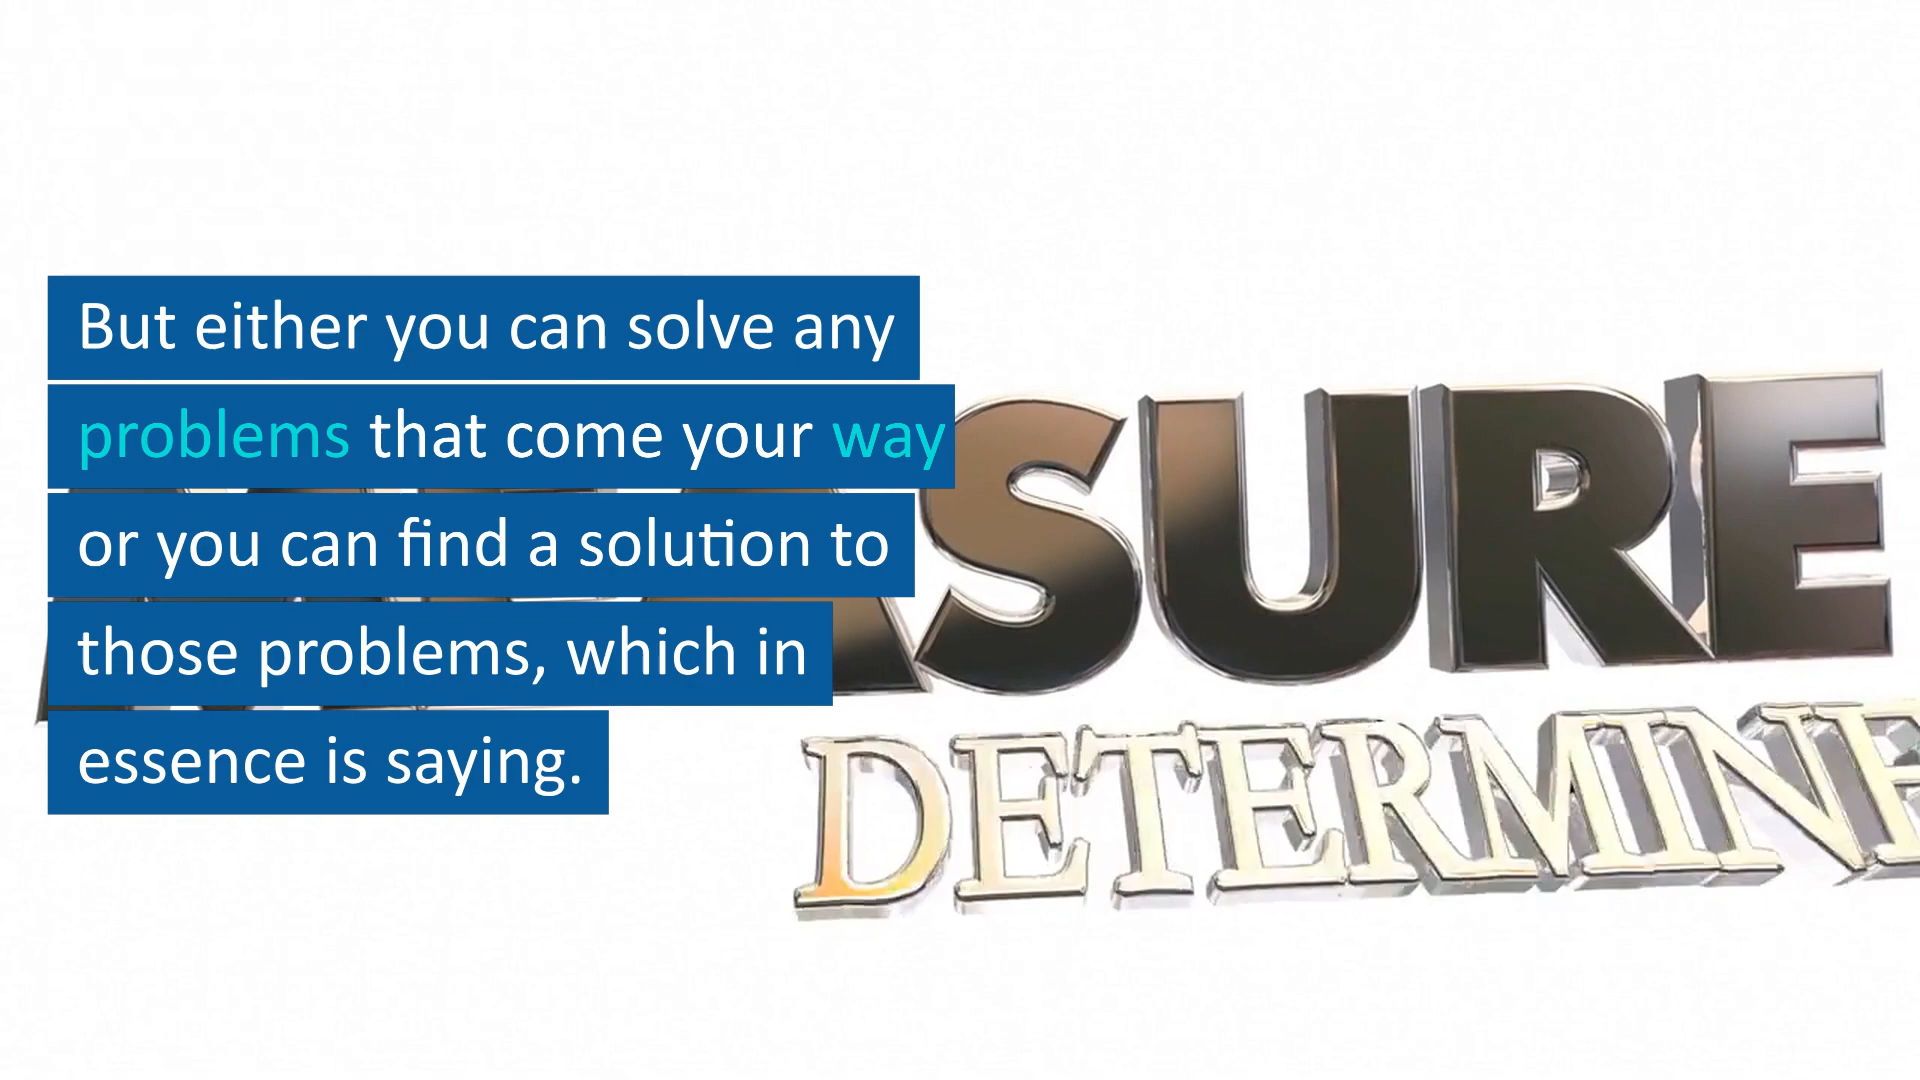 But either you can solve any
problems that come your way
or you can find a solution to
those problems, which in
essence is saying.
MEASURE
DETERMINE